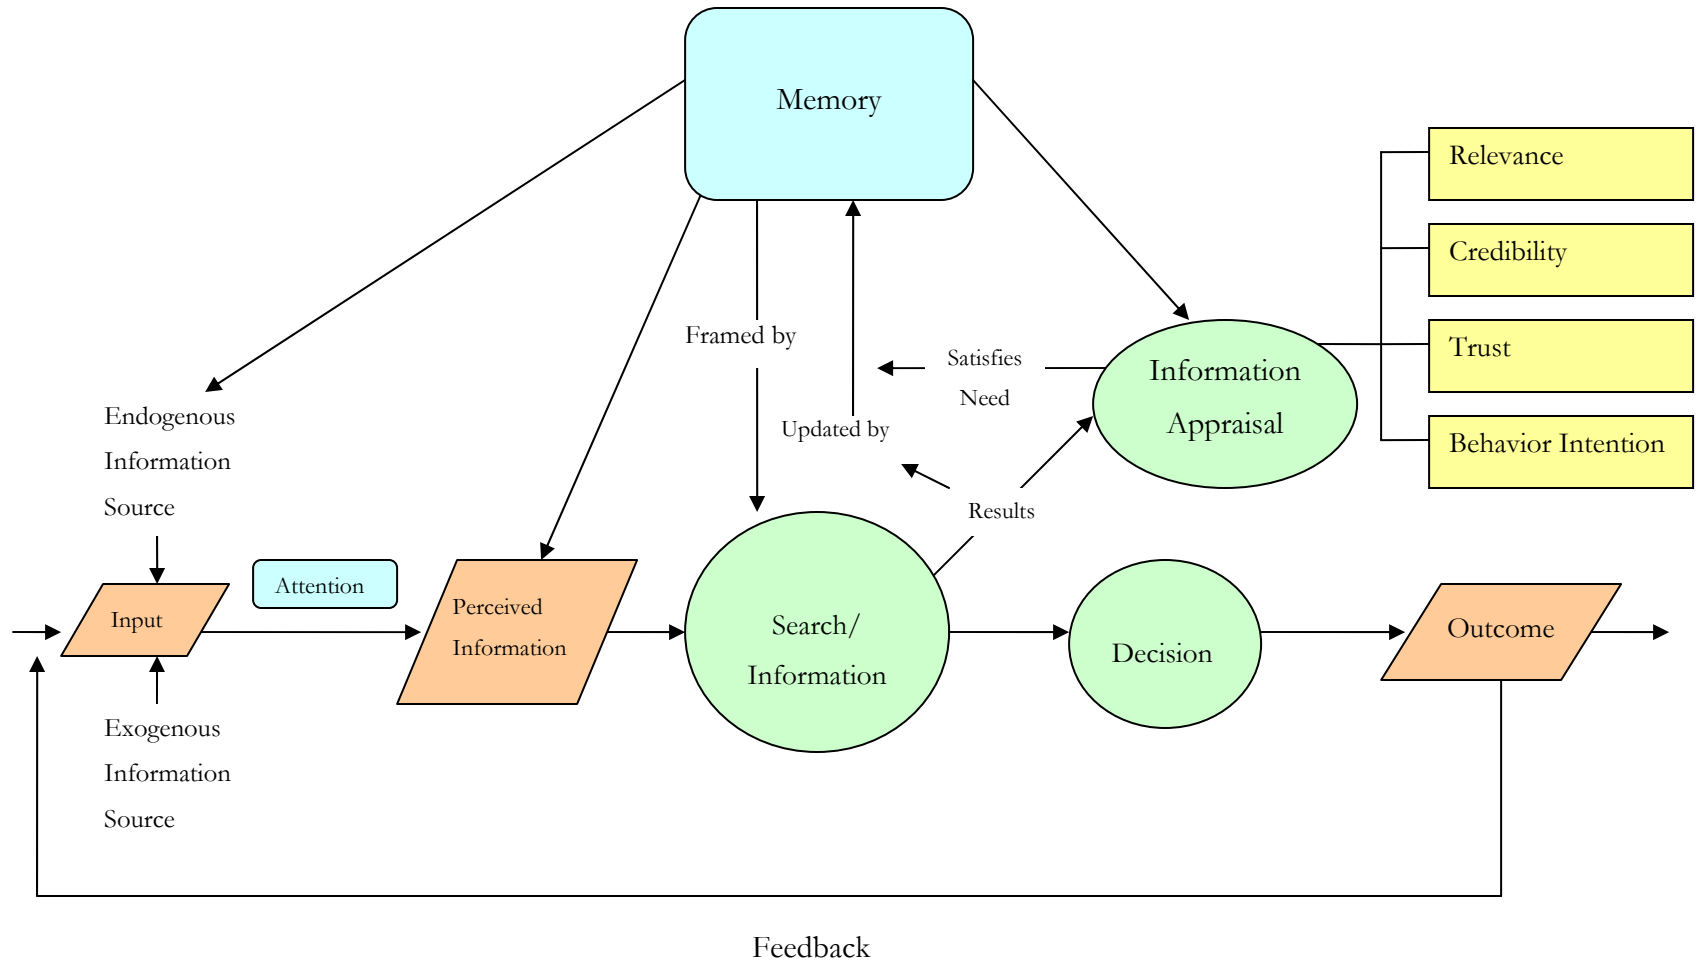 Memory
Relevance
Credibility
Trust
Behavior Intention
Framed by
Satisfies
Need
Updated by
Results
Information
Appraisal
Endogenous
Information
Source
Attention
Input
Perceived
Information
Search/
Information
Decision
Outcome
Exogenous
Information
Source
Feedback